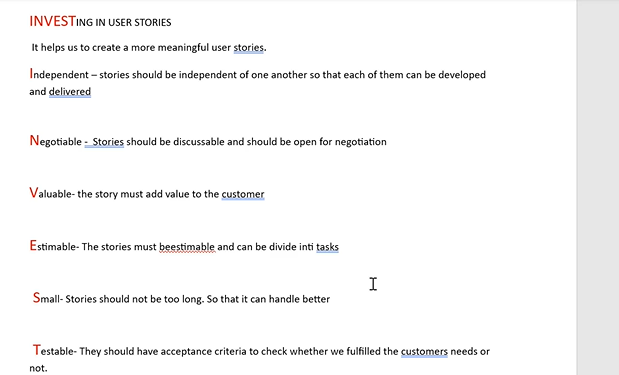 INVESTING IN USER STORIES
It helps us to create a more meaningful user stories.
Independent – stories should be independent of one another so that each of them can be developed
and delivered
Negotiable -  Stories should be discussable and should be open for negotiation
Valuable- the story must add value to the customer
Estimable- The stories must beestimable and can be divide inti tasks
Small- Stories should not be too long. So that it can handle better
Testable- They should have acceptance criteria to check whether we fulfilled the customers needs or
not.